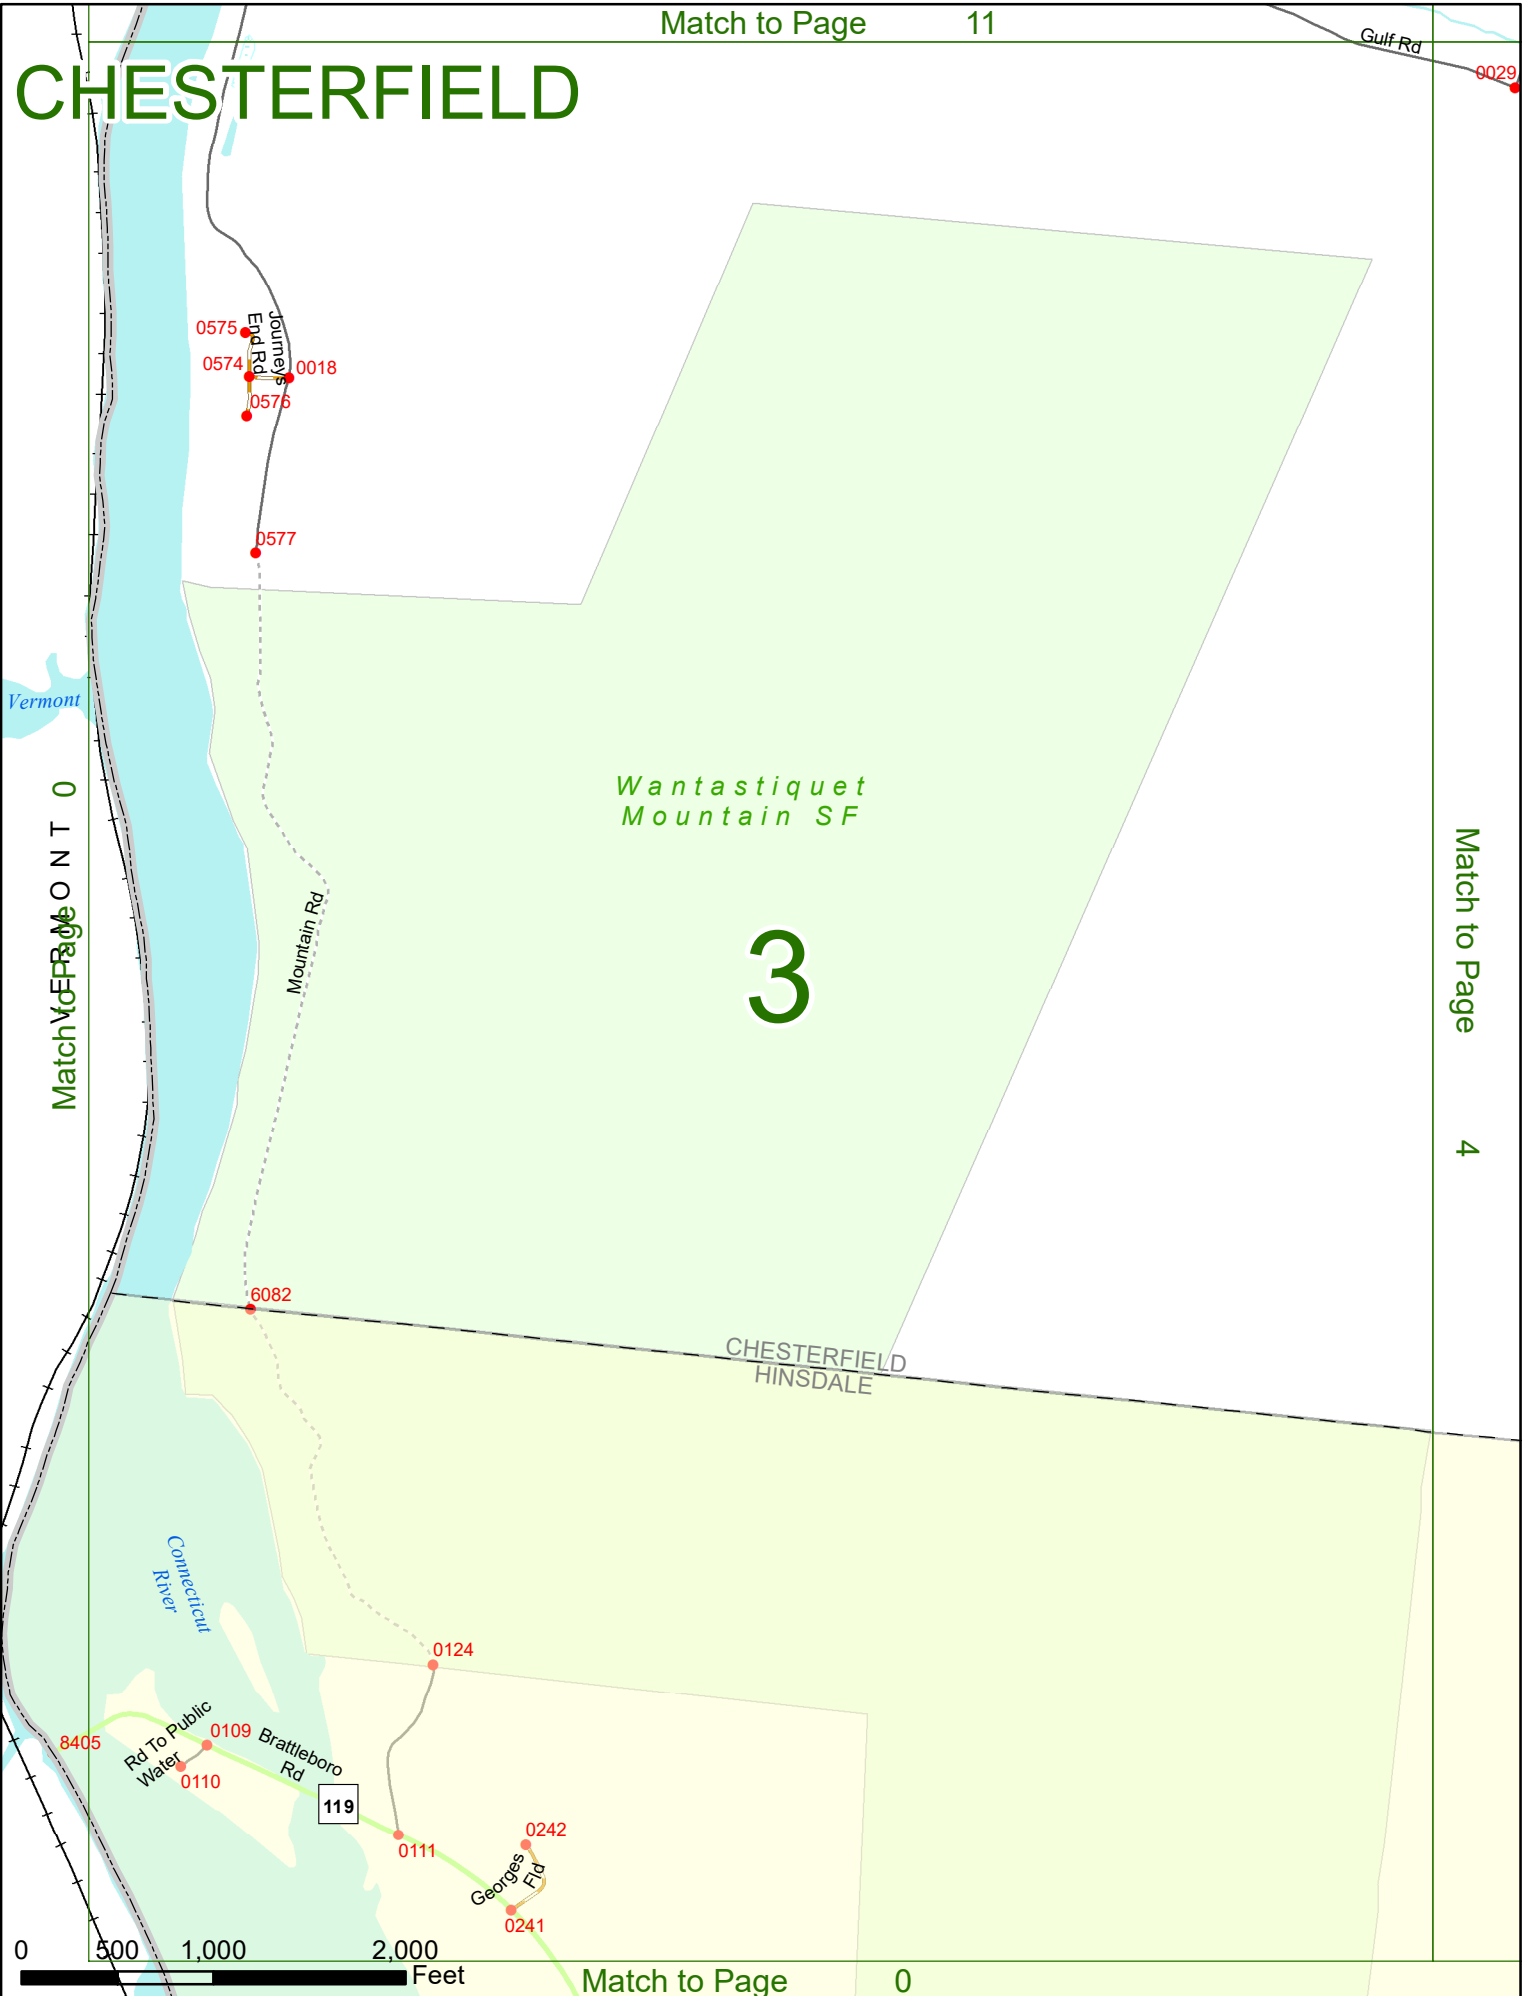 Match to Page 11
Gulf Rd
0029
CHESTERFIELD
0575
Journeys
End Rd
0574
0018
0576
0577
Vermont
Wantastiquet
Mountain SF
Match to Page 0
VERMONT
Mountain Rd
3
Match to Page 4
6082
CHESTERFIELD
HINSDALE
Connecticut
River
0124
Rd To Public
Water
8405
0109
0110
Brattleboro
Rd
119
0111
0242
Georges
Fld
0241
0 500 1,000 2,000
Feet
Match to Page 0